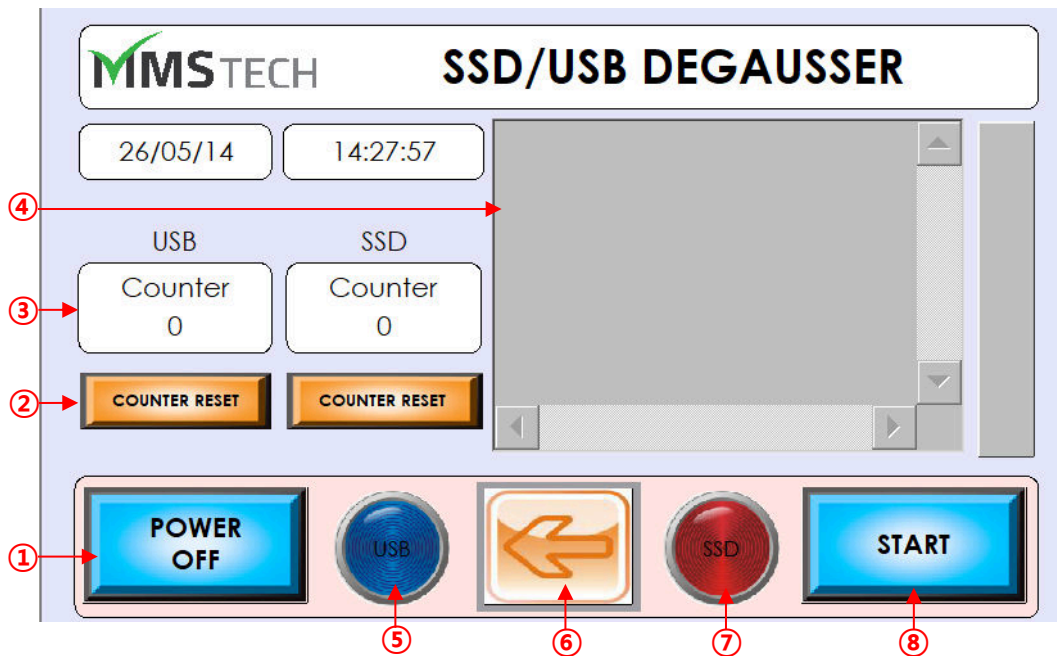 MMSTECH
SSD/USB DEGAUSSER
26/05/14
14:27:57
④
USB
SSD
③
Counter
0
Counter
0
②
COUNTER RESET
COUNTER RESET
①
POWER
OFF
USB
SSD
START
⑤
⑥
⑦
⑧